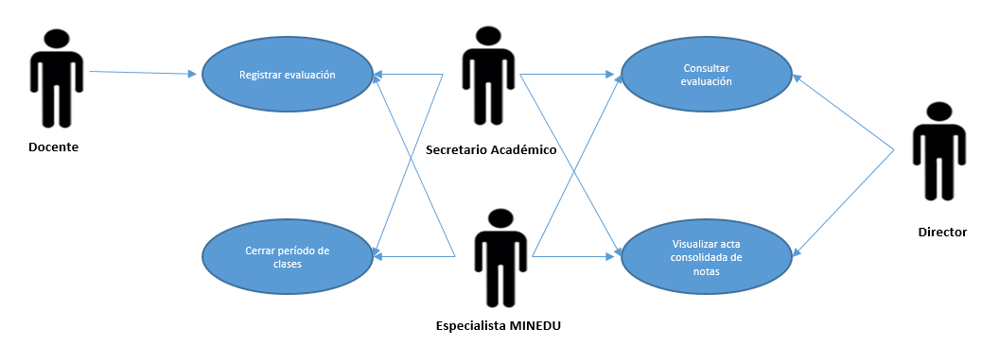 Registrar evaluación
Consultar
evaluación
Docente
Secretario Académico
Director
Cerrar período de
clases
Visualizar acta
consolidada de
notas
Especialista MINEDU